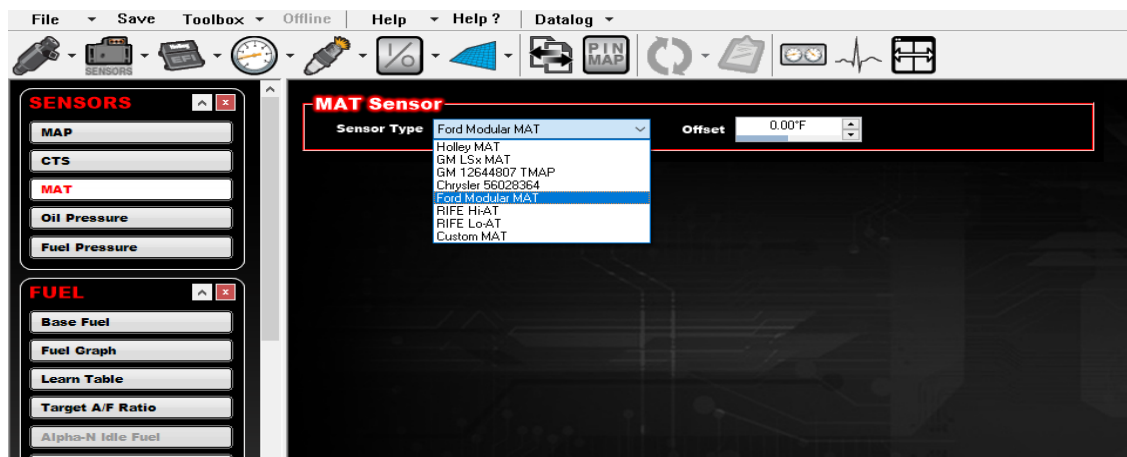 File Save Toolbox Offline Help Help ? Datalog
SENSORS EFI I/O PIN MAP
SENSORS
MAP
CTS
MAT
Oil Pressure
Fuel Pressure
FUEL
Base Fuel
Fuel Graph
Learn Table
Target A/F Ratio
Alpha-N Idle Fuel
MAT Sensor
Sensor Type Ford Modular MAT Offset 0.00°F
Holley MAT
GM LSx MAT
GM 12644807 TMAP
Chrysler 56028364
Ford Modular MAT
RIFE Hi-AT
RIFE Lo-AT
Custom MAT